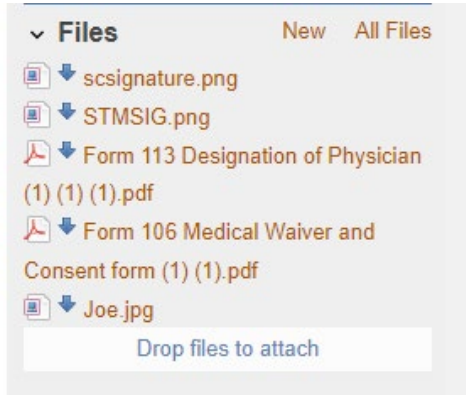 Files New All Files
scsignature.png
STMSIG.png
Form 113 Designation of Physician
(1) (1) (1).pdf
Form 106 Medical Waiver and
Consent form (1) (1).pdf
Joe.jpg
Drop files to attach